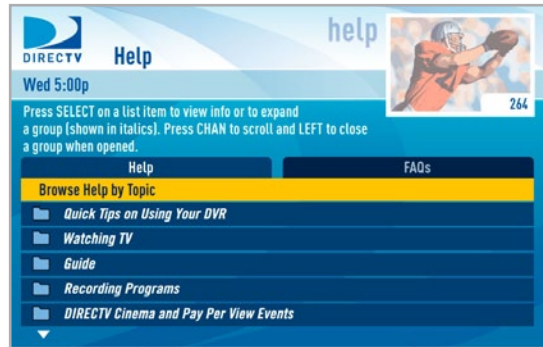 help
DIRECTV
Help
Wed 5:00p
264
Press SELECT on a list item to view info or to expand
a group (shown in italics). Press CHAN to scroll and LEFT to close
a group when opened.
Help
FAQs
Browse Help by Topic
Quick Tips on Using Your DVR
Watching TV
Guide
Recording Programs
DIRECTV Cinema and Pay Per View Events